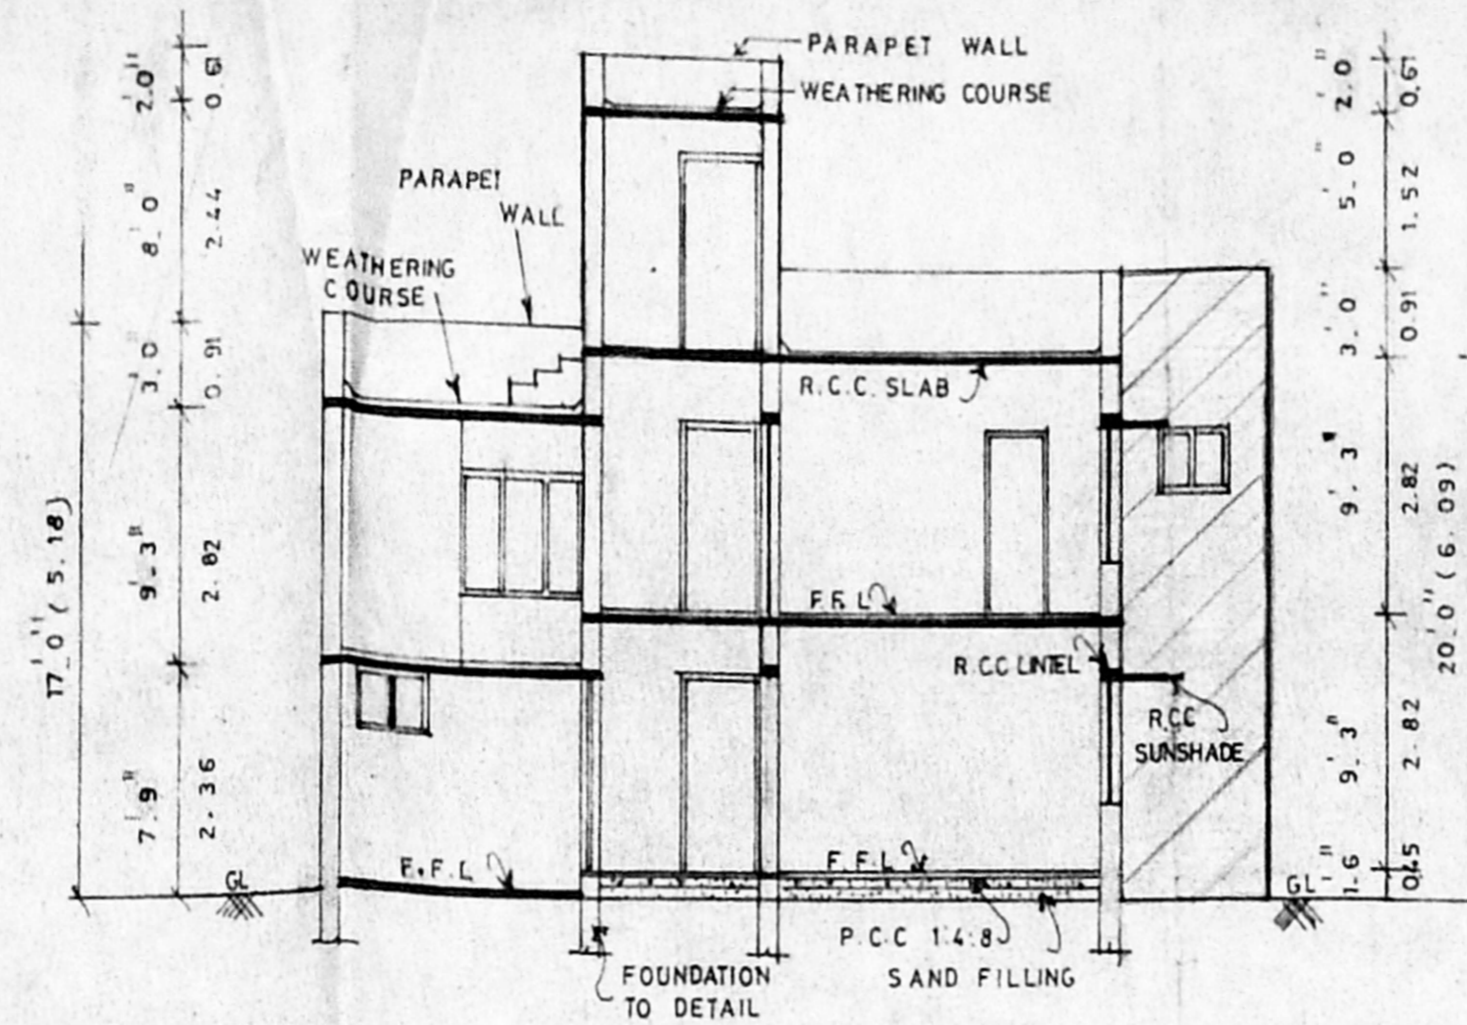 PARAPET WALL
WEATHERING COURSE
PARAPET
WALL
WEATHERING
COURSE
R.C.C. SLAB
F.F.L
R.C.C LINTEL
R.C.C
SUNSHADE
F.F.L
F.F.L
GL
GL
P.C.C 1:4:8
SAND FILLING
FOUNDATION
TO DETAIL
2'.0"
0.61
8'.0"
2.44
3'.0"
0.91
9'.3"
2.82
7'.9"
2.36
17'.0" (5.18)
2'.0"
0.61
5'.0"
1.52
3'.0"
0.91
9'.3"
2.82
9'.3"
2.82
1'.6"
0.45
20'.0" (6.09)